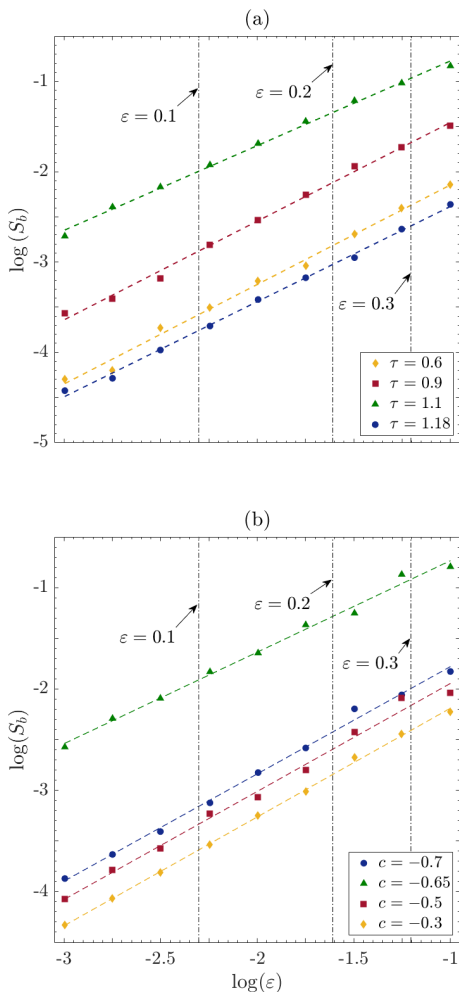 (a)
-1
-2
-3
-4
-5
log (S_b)
ε = 0.1
ε = 0.2
ε = 0.3
τ = 0.6
τ = 0.9
τ = 1.1
τ = 1.18
(b)
-1
-2
-3
-4
log(S_b)
ε = 0.1
ε = 0.2
ε = 0.3
c = −0.7
c = −0.65
c = −0.5
c = −0.3
-3 -2.5 -2 -1.5 -1
log(ε)